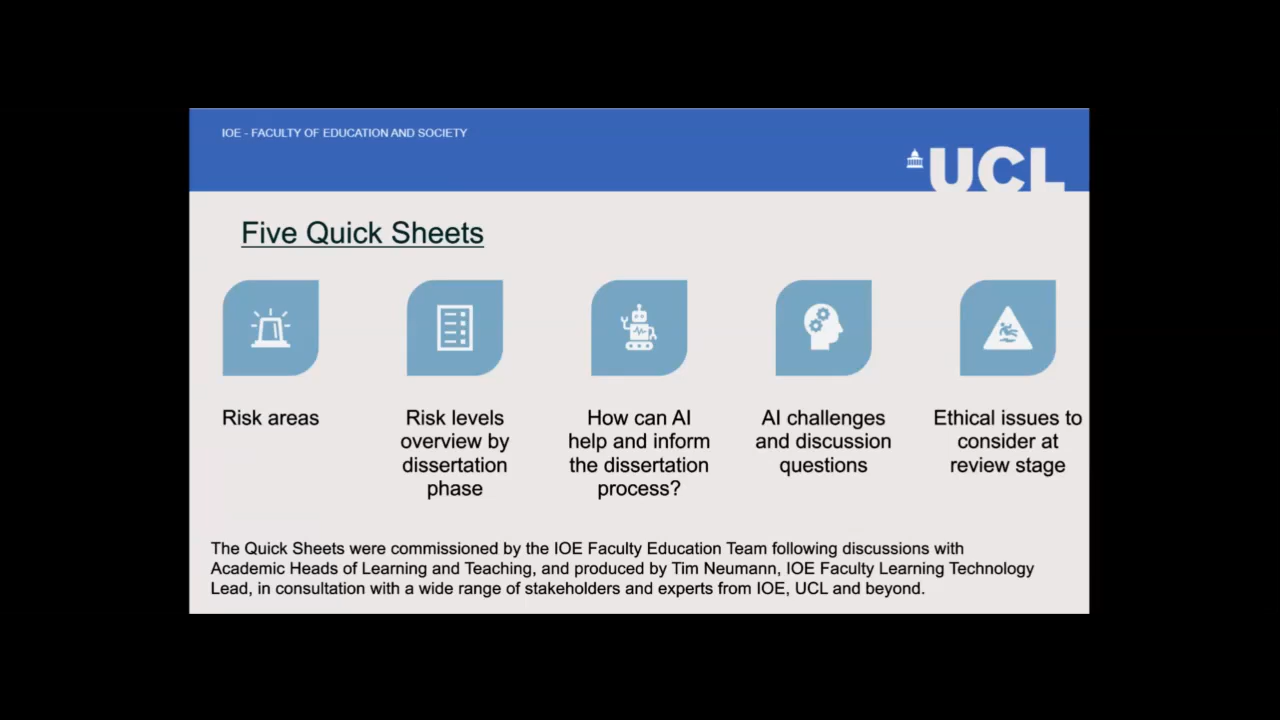 IOE - FACULTY OF EDUCATION AND SOCIETY
UCL
Five Quick Sheets
Risk areas
Risk levels
overview by
dissertation
phase
How can AI
help and inform
the dissertation
process?
AI challenges
and discussion
questions
Ethical issues to
consider at
review stage
The Quick Sheets were commissioned by the IOE Faculty Education Team following discussions with
Academic Heads of Learning and Teaching, and produced by Tim Neumann, IOE Faculty Learning Technology
Lead, in consultation with a wide range of stakeholders and experts from IOE, UCL and beyond.